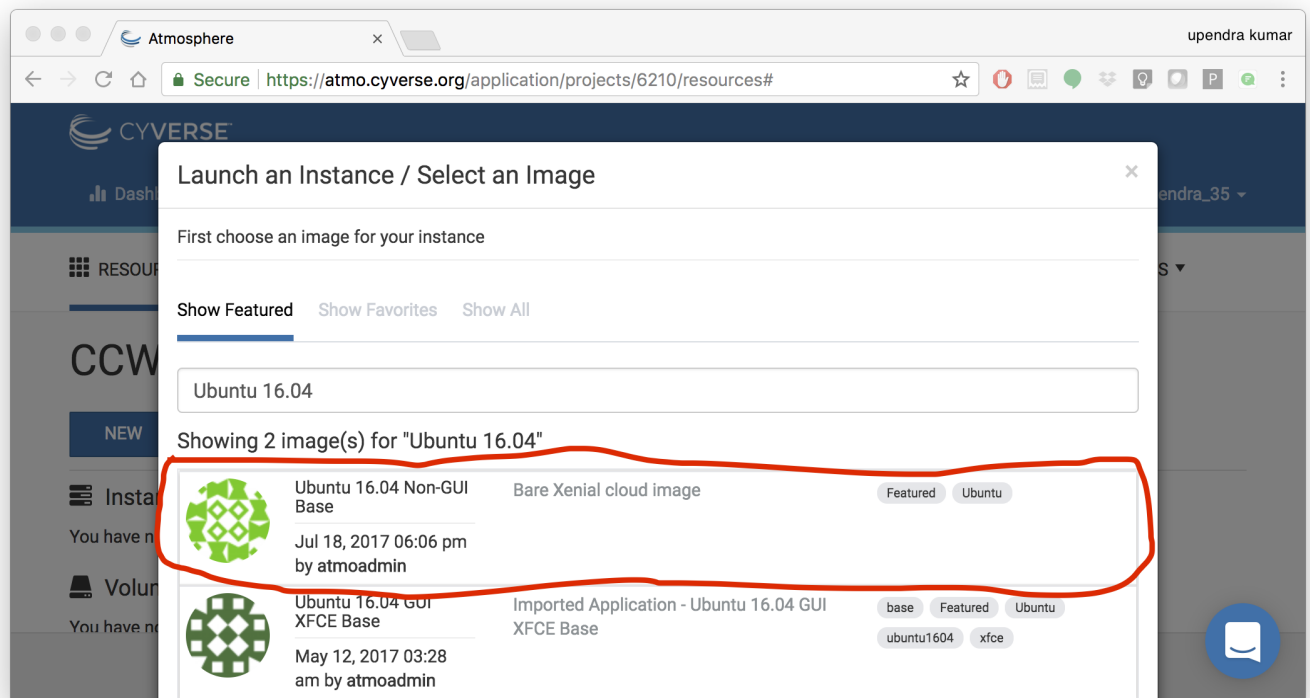 Atmosphere
upendra kumar
Secure https://atmo.cyverse.org/application/projects/6210/resources#
P
CYVERSE
Launch an Instance / Select an Image
Dashb
endra_35
First choose an image for your instance
RESOUR
S
Show Featured Show Favorites Show All
CCW
Ubuntu 16.04
NEW
Showing 2 image(s) for "Ubuntu 16.04"
Ubuntu 16.04 Non-GUI
Base
Bare Xenial cloud image
Featured Ubuntu
Instan
You have n
Jul 18, 2017 06:06 pm
by atmoadmin
Volun
You have no
Ubuntu 16.04 GUI
XFCE Base
Imported Application - Ubuntu 16.04 GUI
XFCE Base
base Featured Ubuntu
ubuntu1604 xfce
May 12, 2017 03:28
am by atmoadmin